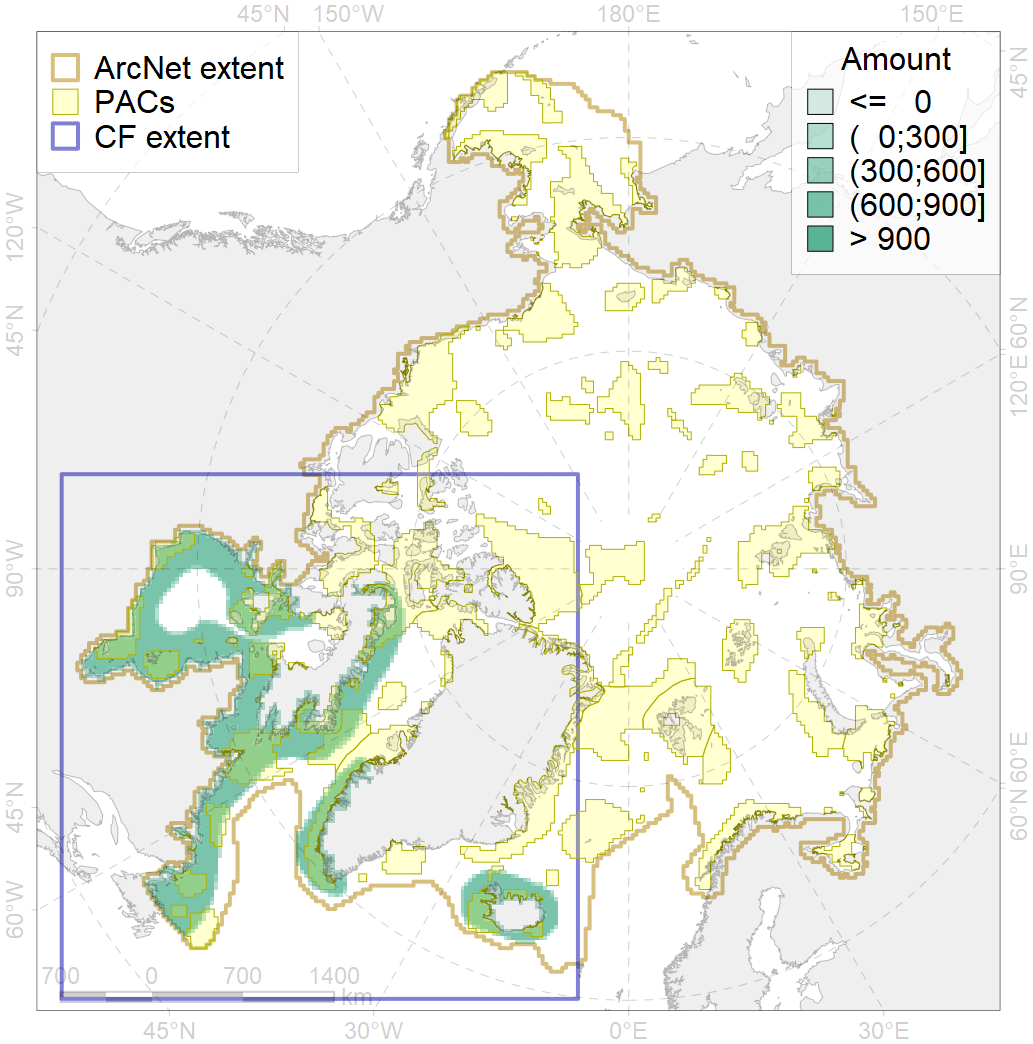 45°N 150°W 180°E 150°E
ArcNet extent
PACs
CF extent
Amount
<= 0
( 0;300]
(300;600]
(600;900]
> 900
45°N
120°W
45°N
60°N
120°E
90°W
90°E
45°N
60°E
60°N
60°W
700 0 700 1400
km
45°N 30°W 0°E 30°E